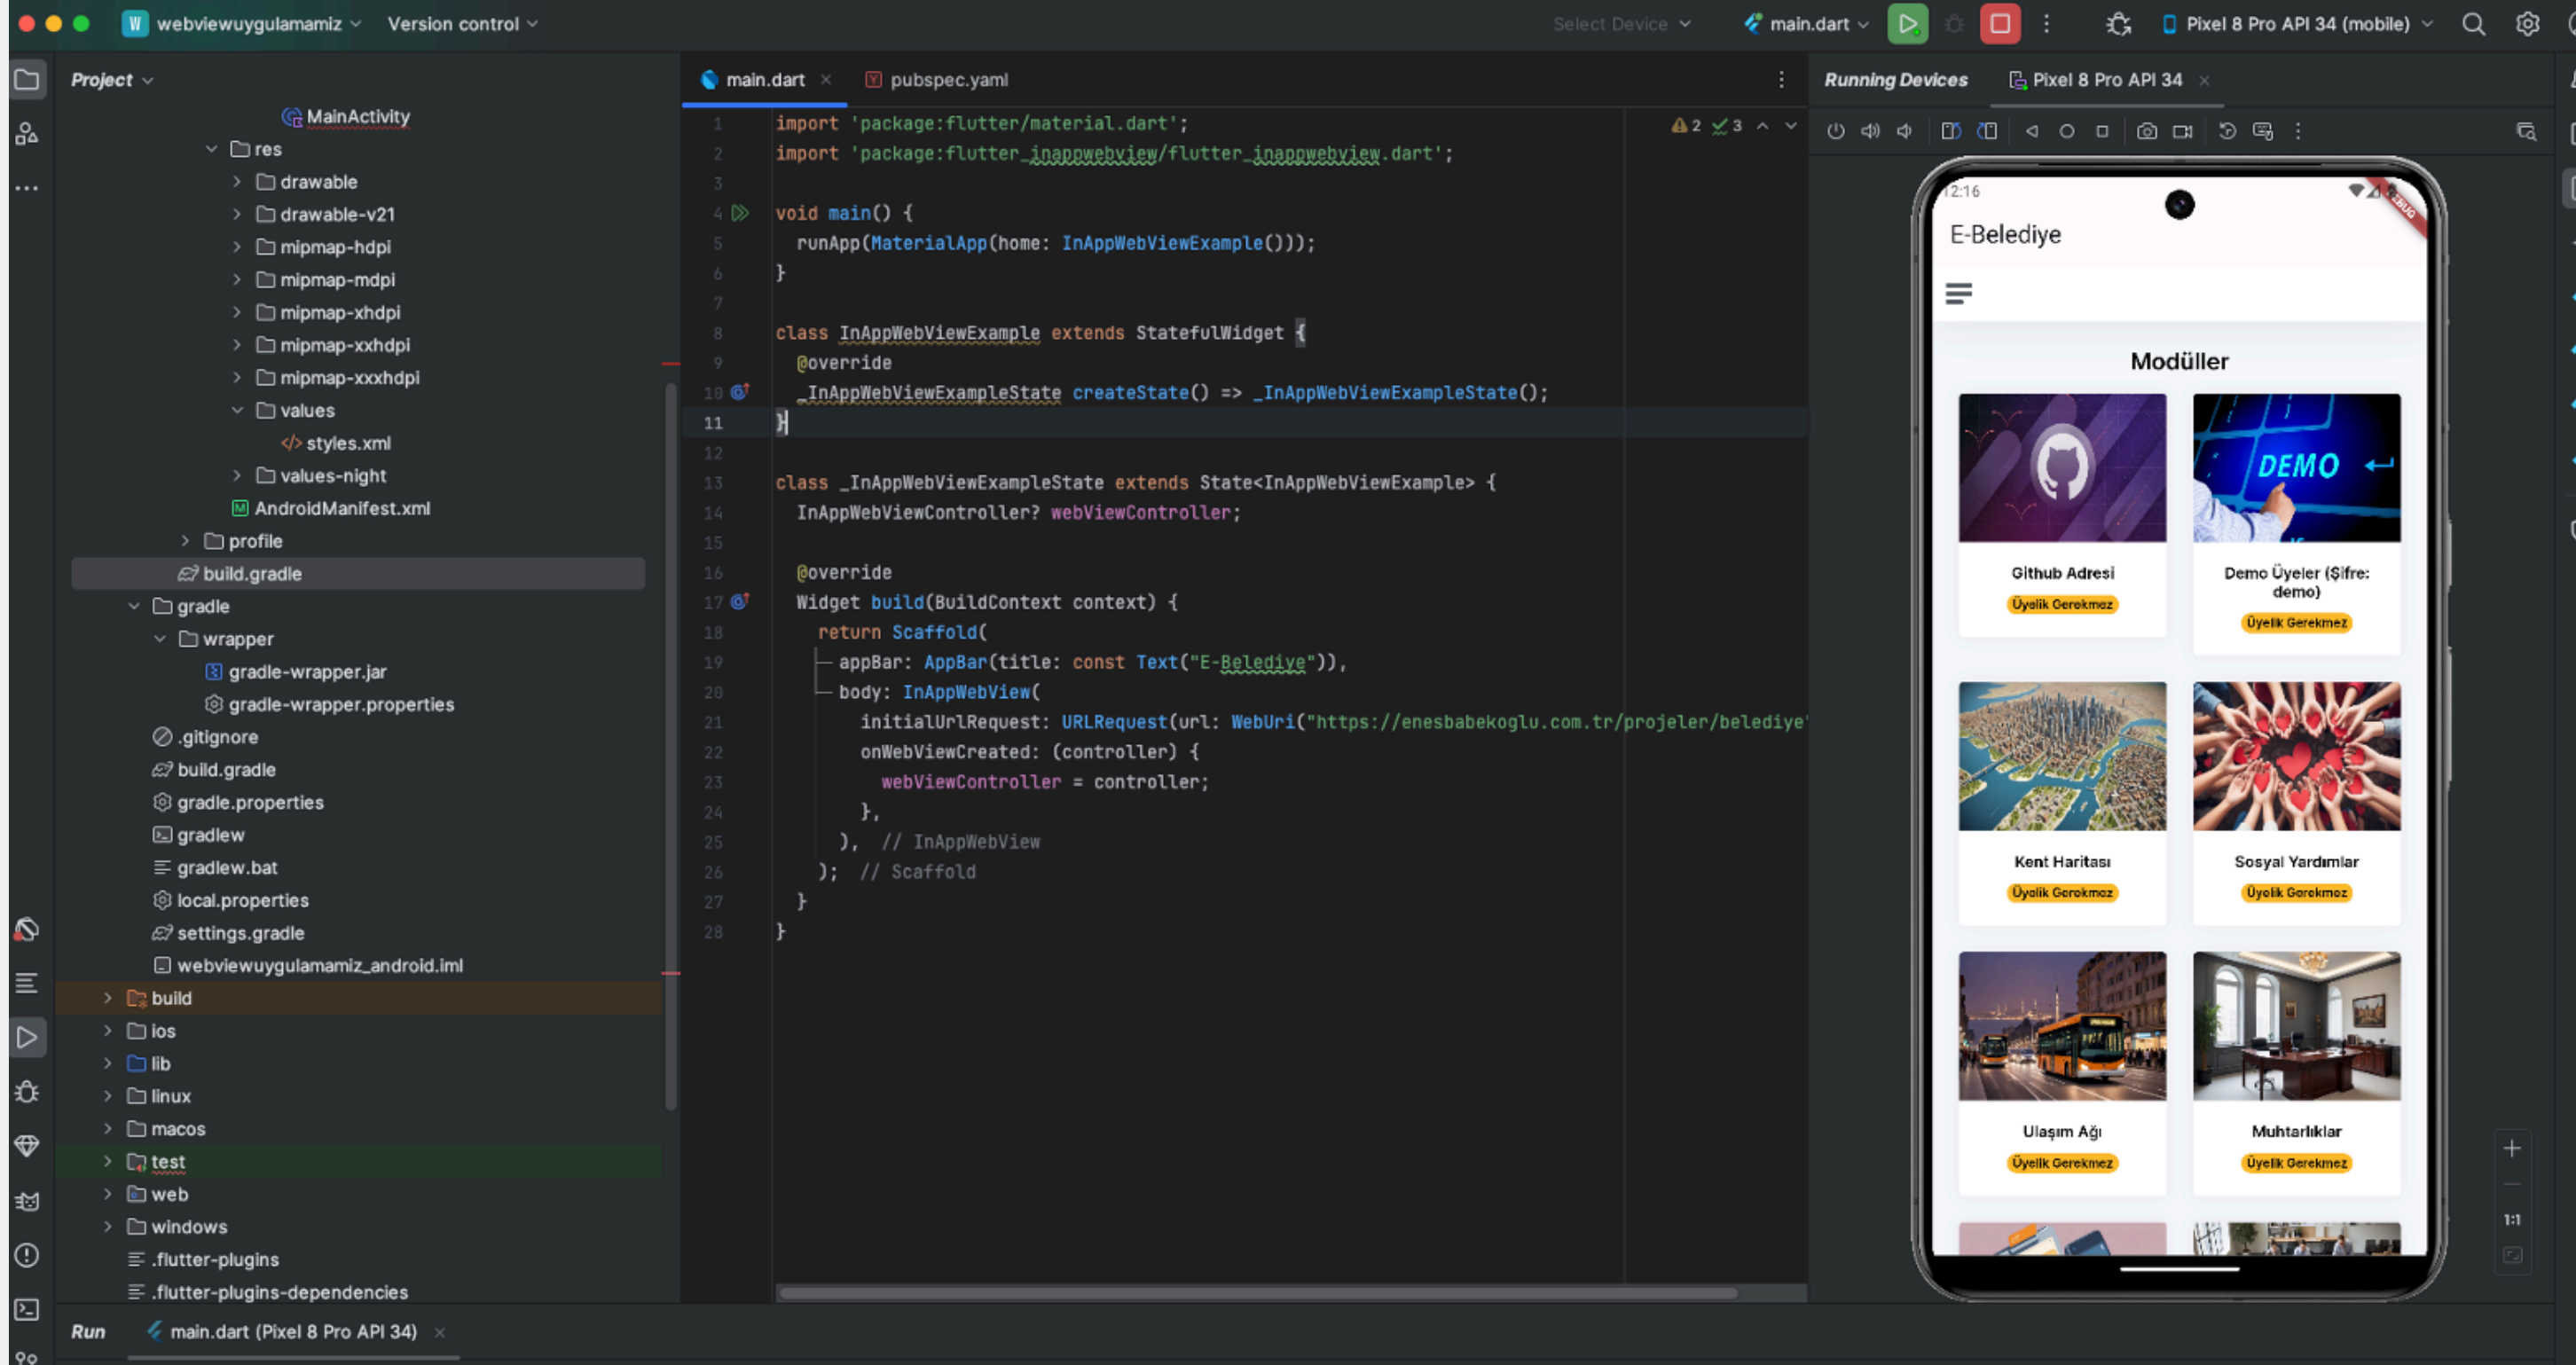 W webviewuygulamamiz Version control Select Device main.dart Pixel 8 Pro API 34 (mobile)
Project
MainActivity
res
drawable
drawable-v21
mipmap-hdpi
mipmap-mdpi
mipmap-xhdpi
mipmap-xxhdpi
mipmap-xxxhdpi
values
styles.xml
values-night
AndroidManifest.xml
profile
build.gradle
gradle
wrapper
gradle-wrapper.jar
gradle-wrapper.properties
.gitignore
build.gradle
gradle.properties
gradlew
gradlew.bat
local.properties
settings.gradle
webviewuygulamamiz_android.iml
build
ios
lib
linux
macos
test
web
windows
.flutter-plugins
.flutter-plugins-dependencies
main.dart pubspec.yaml
2 3
1 import 'package:flutter/material.dart';
2 import 'package:flutter_inappwebview/flutter_inappwebview.dart';
3
4 void main() {
5 runApp(MaterialApp(home: InAppWebViewExample()));
6 }
7
8 class InAppWebViewExample extends StatefulWidget {
9 @override
10 _InAppWebViewExampleState createState() => _InAppWebViewExampleState();
11 }
12
13 class _InAppWebViewExampleState extends State<InAppWebViewExample> {
14 InAppWebViewController? webViewController;
15
16 @override
17 Widget build(BuildContext context) {
18 return Scaffold(
19 appBar: AppBar(title: const Text("E-Belediye")),
20 body: InAppWebView(
21 initialUrlRequest: URLRequest(url: WebUri("https://enesbabekoglu.com.tr/projeler/belediye"
22 onWebViewCreated: (controller) {
23 webViewController = controller;
24 },
25 ), // InAppWebView
26 ); // Scaffold
27 }
28 }
Running Devices Pixel 8 Pro API 34
12:16
E-Belediye
Modüller
DEMO
Github Adresi
Üyelik Gerekmez
Demo Üyeler (Şifre:
demo)
Üyelik Gerekmez
Kent Haritası
Üyelik Gerekmez
Sosyal Yardımlar
Üyelik Gerekmez
Ulaşım Ağı
Üyelik Gerekmez
Muhtarlıklar
Üyelik Gerekmez
1:1
Run main.dart (Pixel 8 Pro API 34)